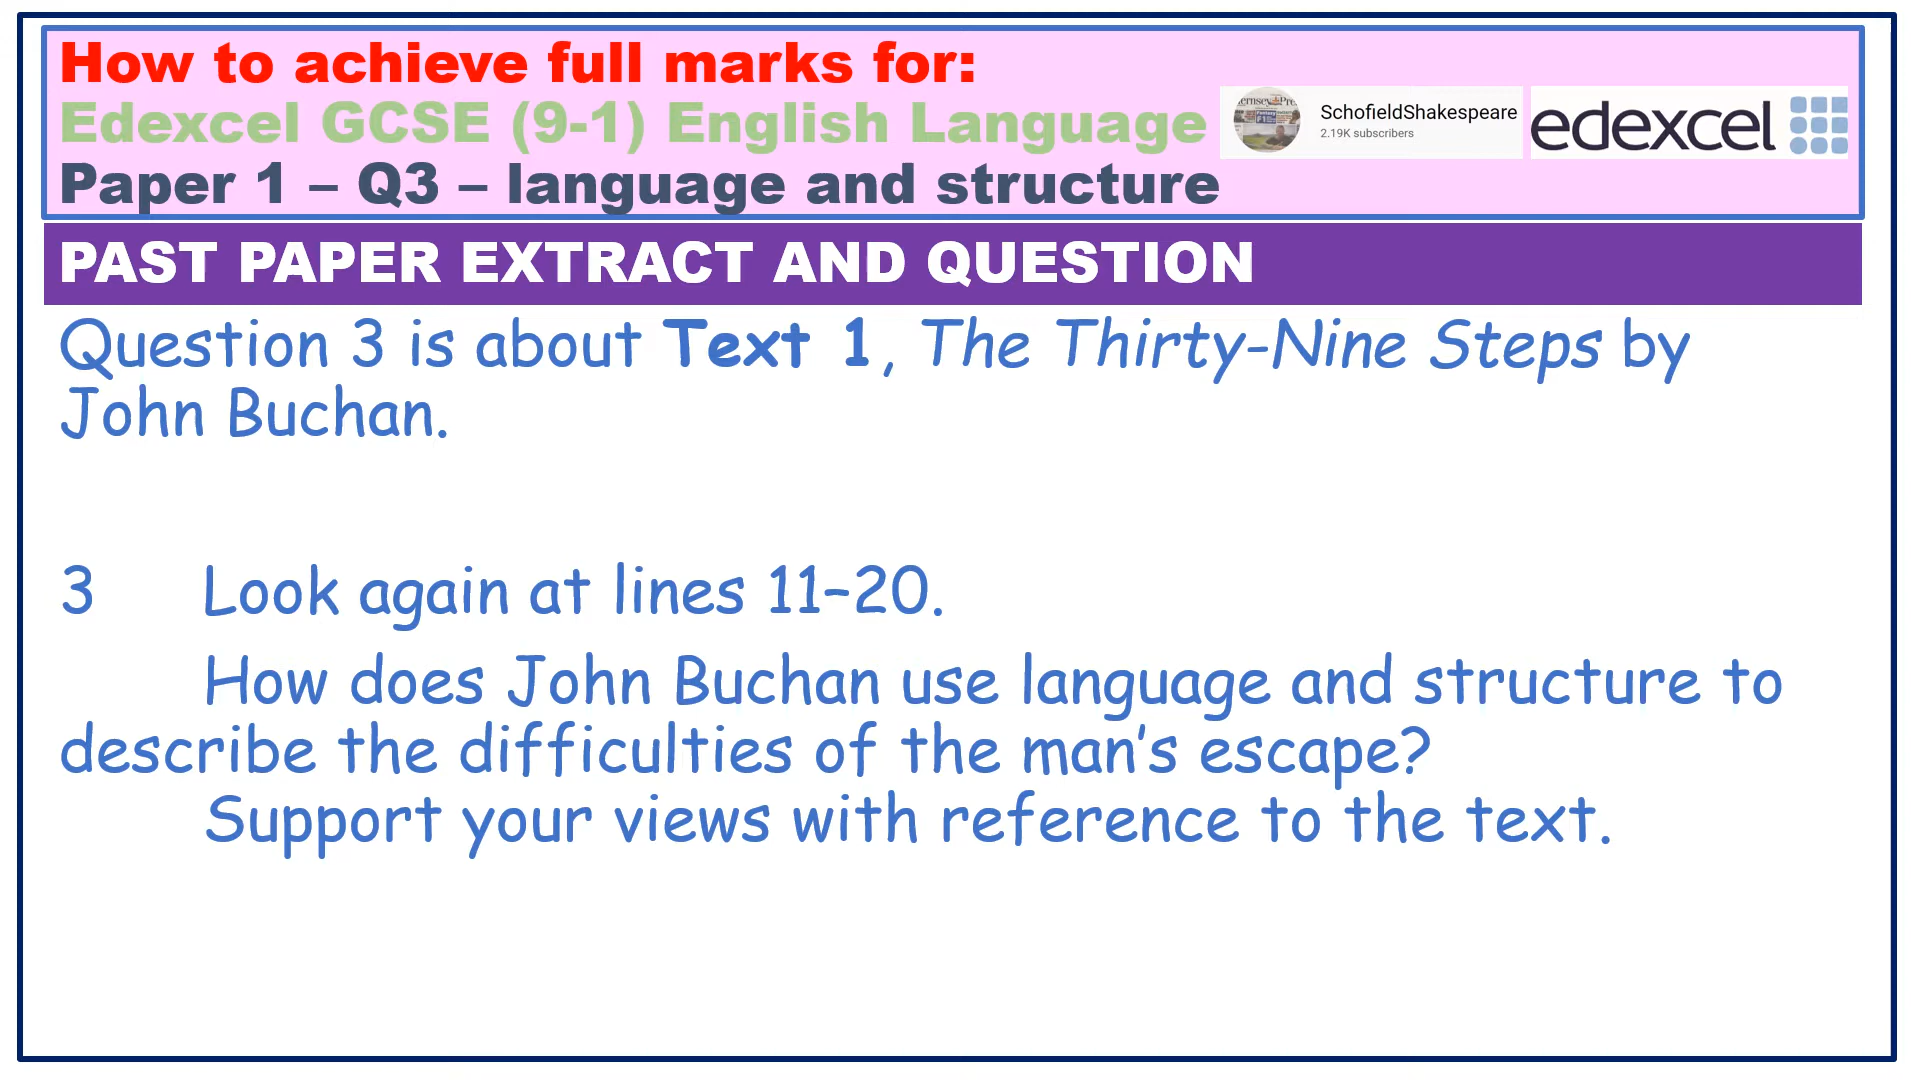 How to achieve full marks for:
Edexcel GCSE (9-1) English Language
SchofieldShakespeare
2.19K subscribers
edexcel
Paper 1 – Q3 – language and structure
PAST PAPER EXTRACT AND QUESTION
Question 3 is about Text 1, The Thirty-Nine Steps by
John Buchan.
3 Look again at lines 11–20.
How does John Buchan use language and structure to
describe the difficulties of the man's escape?
Support your views with reference to the text.